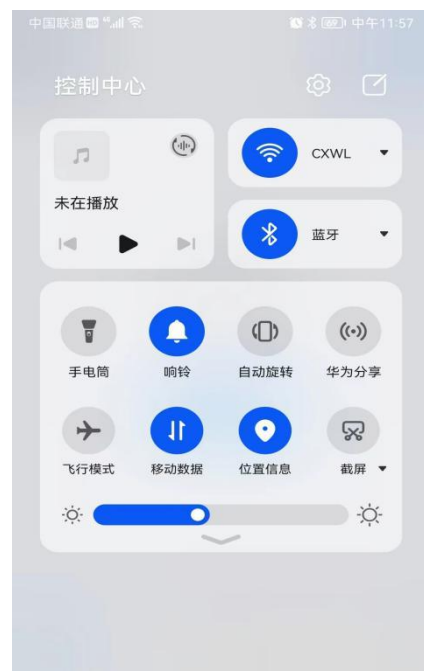 中国联通 HD 4G
中午11:57
控制中心
未在播放
CXWL
蓝牙
手电筒
响铃
自动旋转
华为分享
飞行模式
移动数据
位置信息
截屏